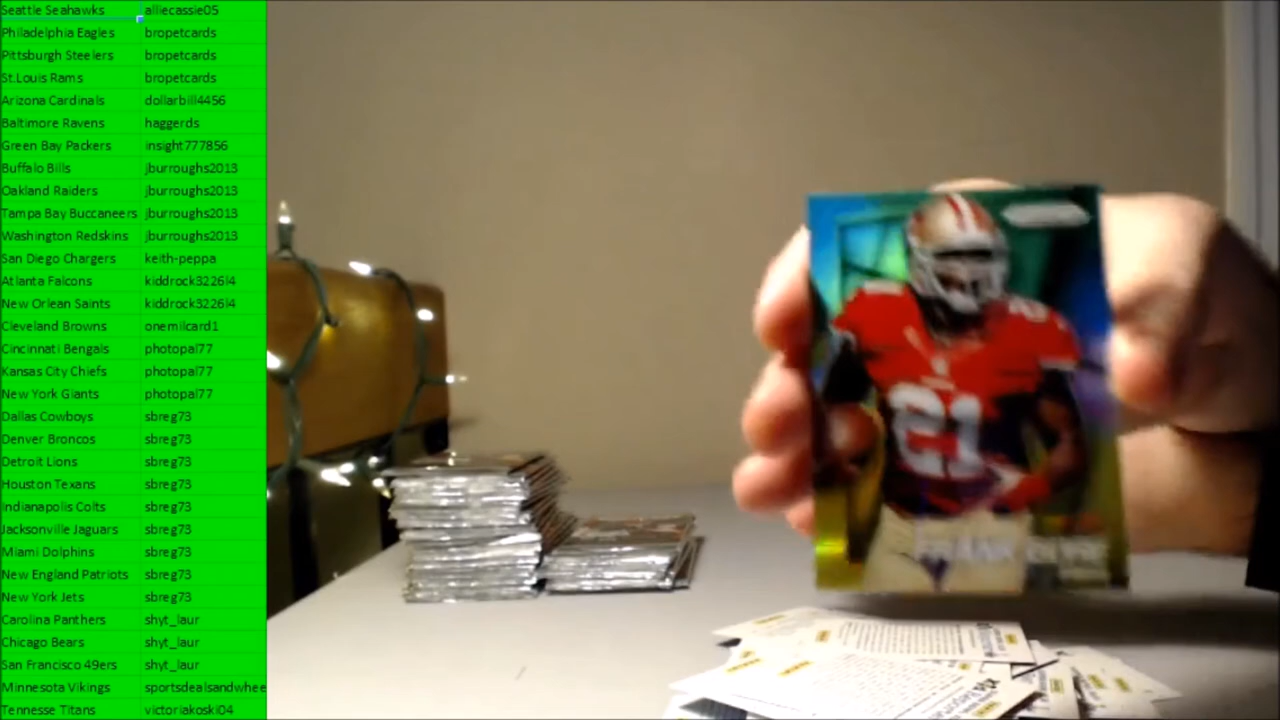 Seattle Seahawks alliecassie05
Philadelphia Eagles bropetcards
Pittsburgh Steelers bropetcards
St.Louis Rams bropetcards
Arizona Cardinals dollarbill4456
Baltimore Ravens haggerds
Green Bay Packers insight777856
Buffalo Bills jburroughs2013
Oakland Raiders jburroughs2013
Tampa Bay Buccaneers jburroughs2013
Washington Redskins jburroughs2013
San Diego Chargers keith-peppa
Atlanta Falcons kiddrock322614
New Orlean Saints kiddrock322614
Cleveland Browns onemilcard1
Cincinnati Bengals photopal77
Kansas City Chiefs photopal77
New York Giants photopal77
Dallas Cowboys sbreg73
Denver Broncos sbreg73
Detroit Lions sbreg73
Houston Texans sbreg73
Indianapolis Colts sbreg73
Jacksonville Jaguars sbreg73
Miami Dolphins sbreg73
New England Patriots sbreg73
New York Jets sbreg73
Carolina Panthers shyt_laur
Chicago Bears shyt_laur
San Francisco 49ers shyt_laur
Minnesota Vikings sportsdealsandwhee
Tennesse Titans victoriakoski04
21
FRANK GORE